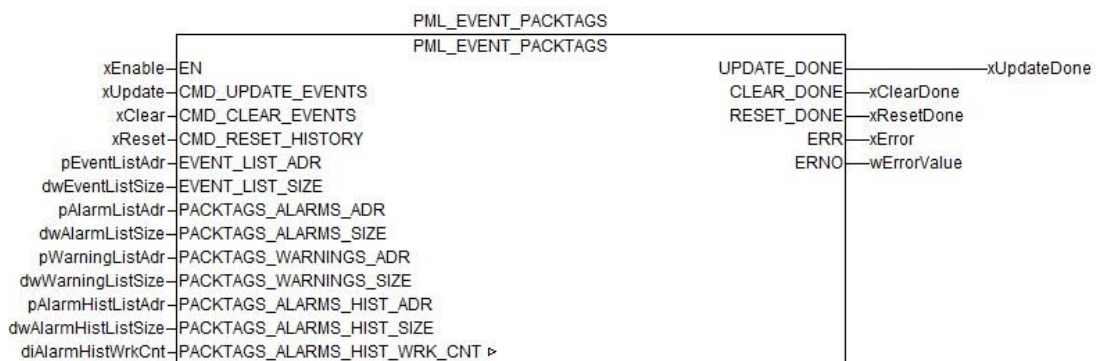 PML_EVENT_PACKTAGS
PML_EVENT_PACKTAGS
xEnable EN UPDATE_DONE xUpdateDone
xUpdate CMD_UPDATE_EVENTS CLEAR_DONE xClearDone
xClear CMD_CLEAR_EVENTS RESET_DONE xResetDone
xReset CMD_RESET_HISTORY ERR xError
pEventListAdr EVENT_LIST_ADR ERNO wErrorValue
dwEventListSize EVENT_LIST_SIZE
pAlarmListAdr PACKTAGS_ALARMS_ADR
dwAlarmListSize PACKTAGS_ALARMS_SIZE
pWarningListAdr PACKTAGS_WARNINGS_ADR
dwWarningListSize PACKTAGS_WARNINGS_SIZE
pAlarmHistListAdr PACKTAGS_ALARMS_HIST_ADR
dwAlarmHistListSize PACKTAGS_ALARMS_HIST_SIZE
diAlarmHistWrkCnt PACKTAGS_ALARMS_HIST_WRK_CNT